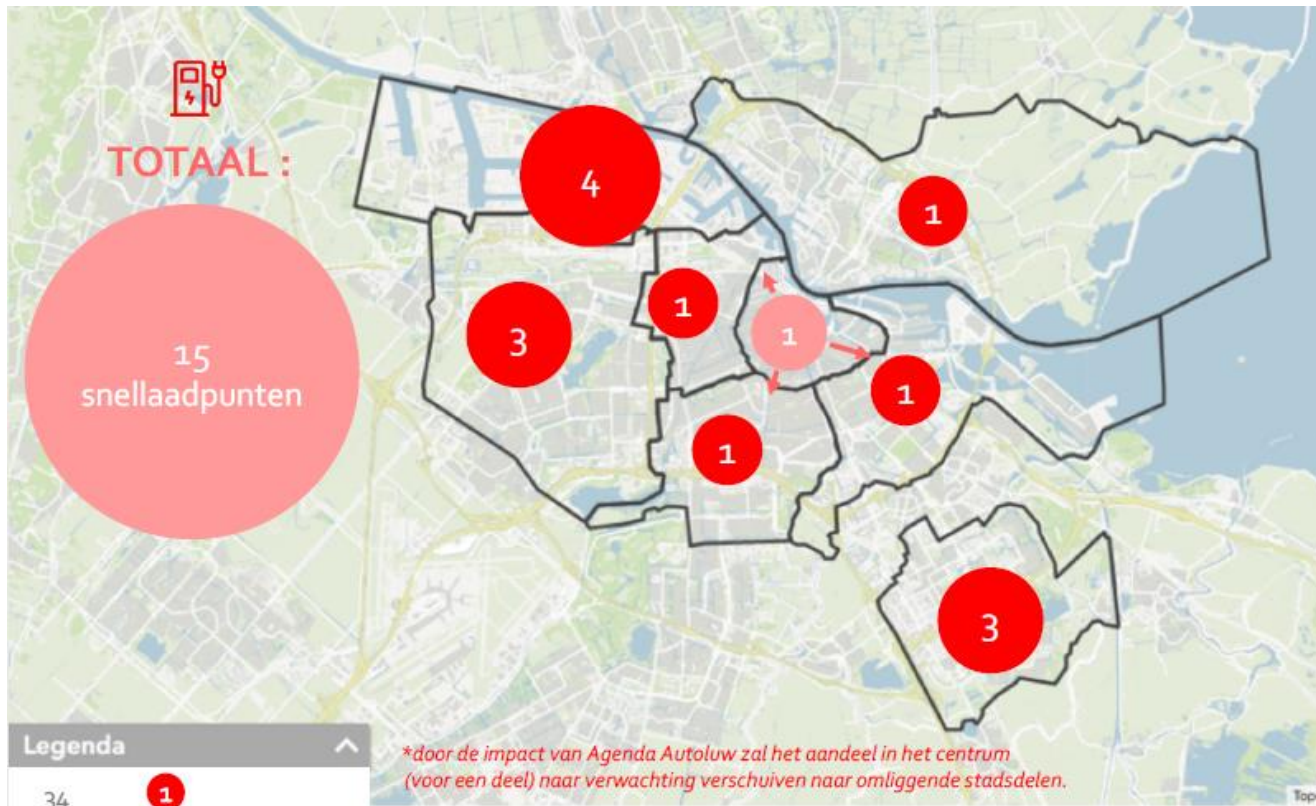 TOTAAL :
15
snellaadpunten
4
1
3
1
1
1
1
3
Legenda
34
1
*door de impact van Agenda Autoluw zal het aandeel in het centrum
(voor een deel) naar verwachting verschuiven naar omliggende stadsdelen.